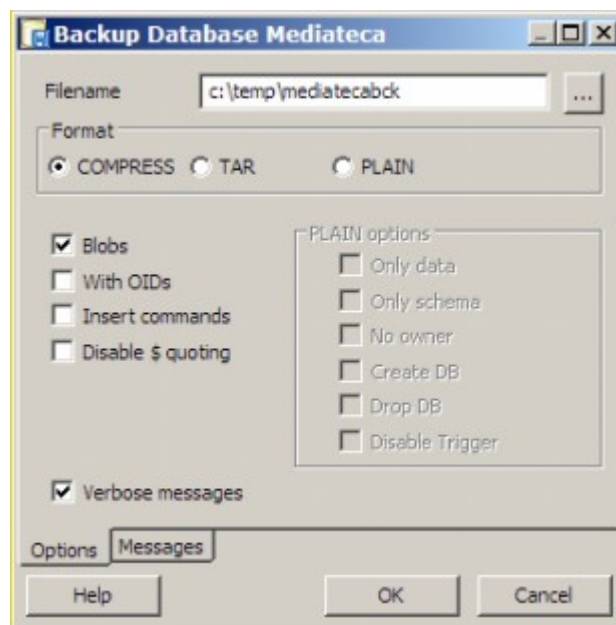 Backup Database Mediateca
Filename c:\temp\mediatecabck ...
Format
COMPRESS TAR PLAIN
Blobs
With OIDs
Insert commands
Disable $ quoting
PLAIN options
Only data
Only schema
No owner
Create DB
Drop DB
Disable Trigger
Verbose messages
Options Messages
Help OK Cancel